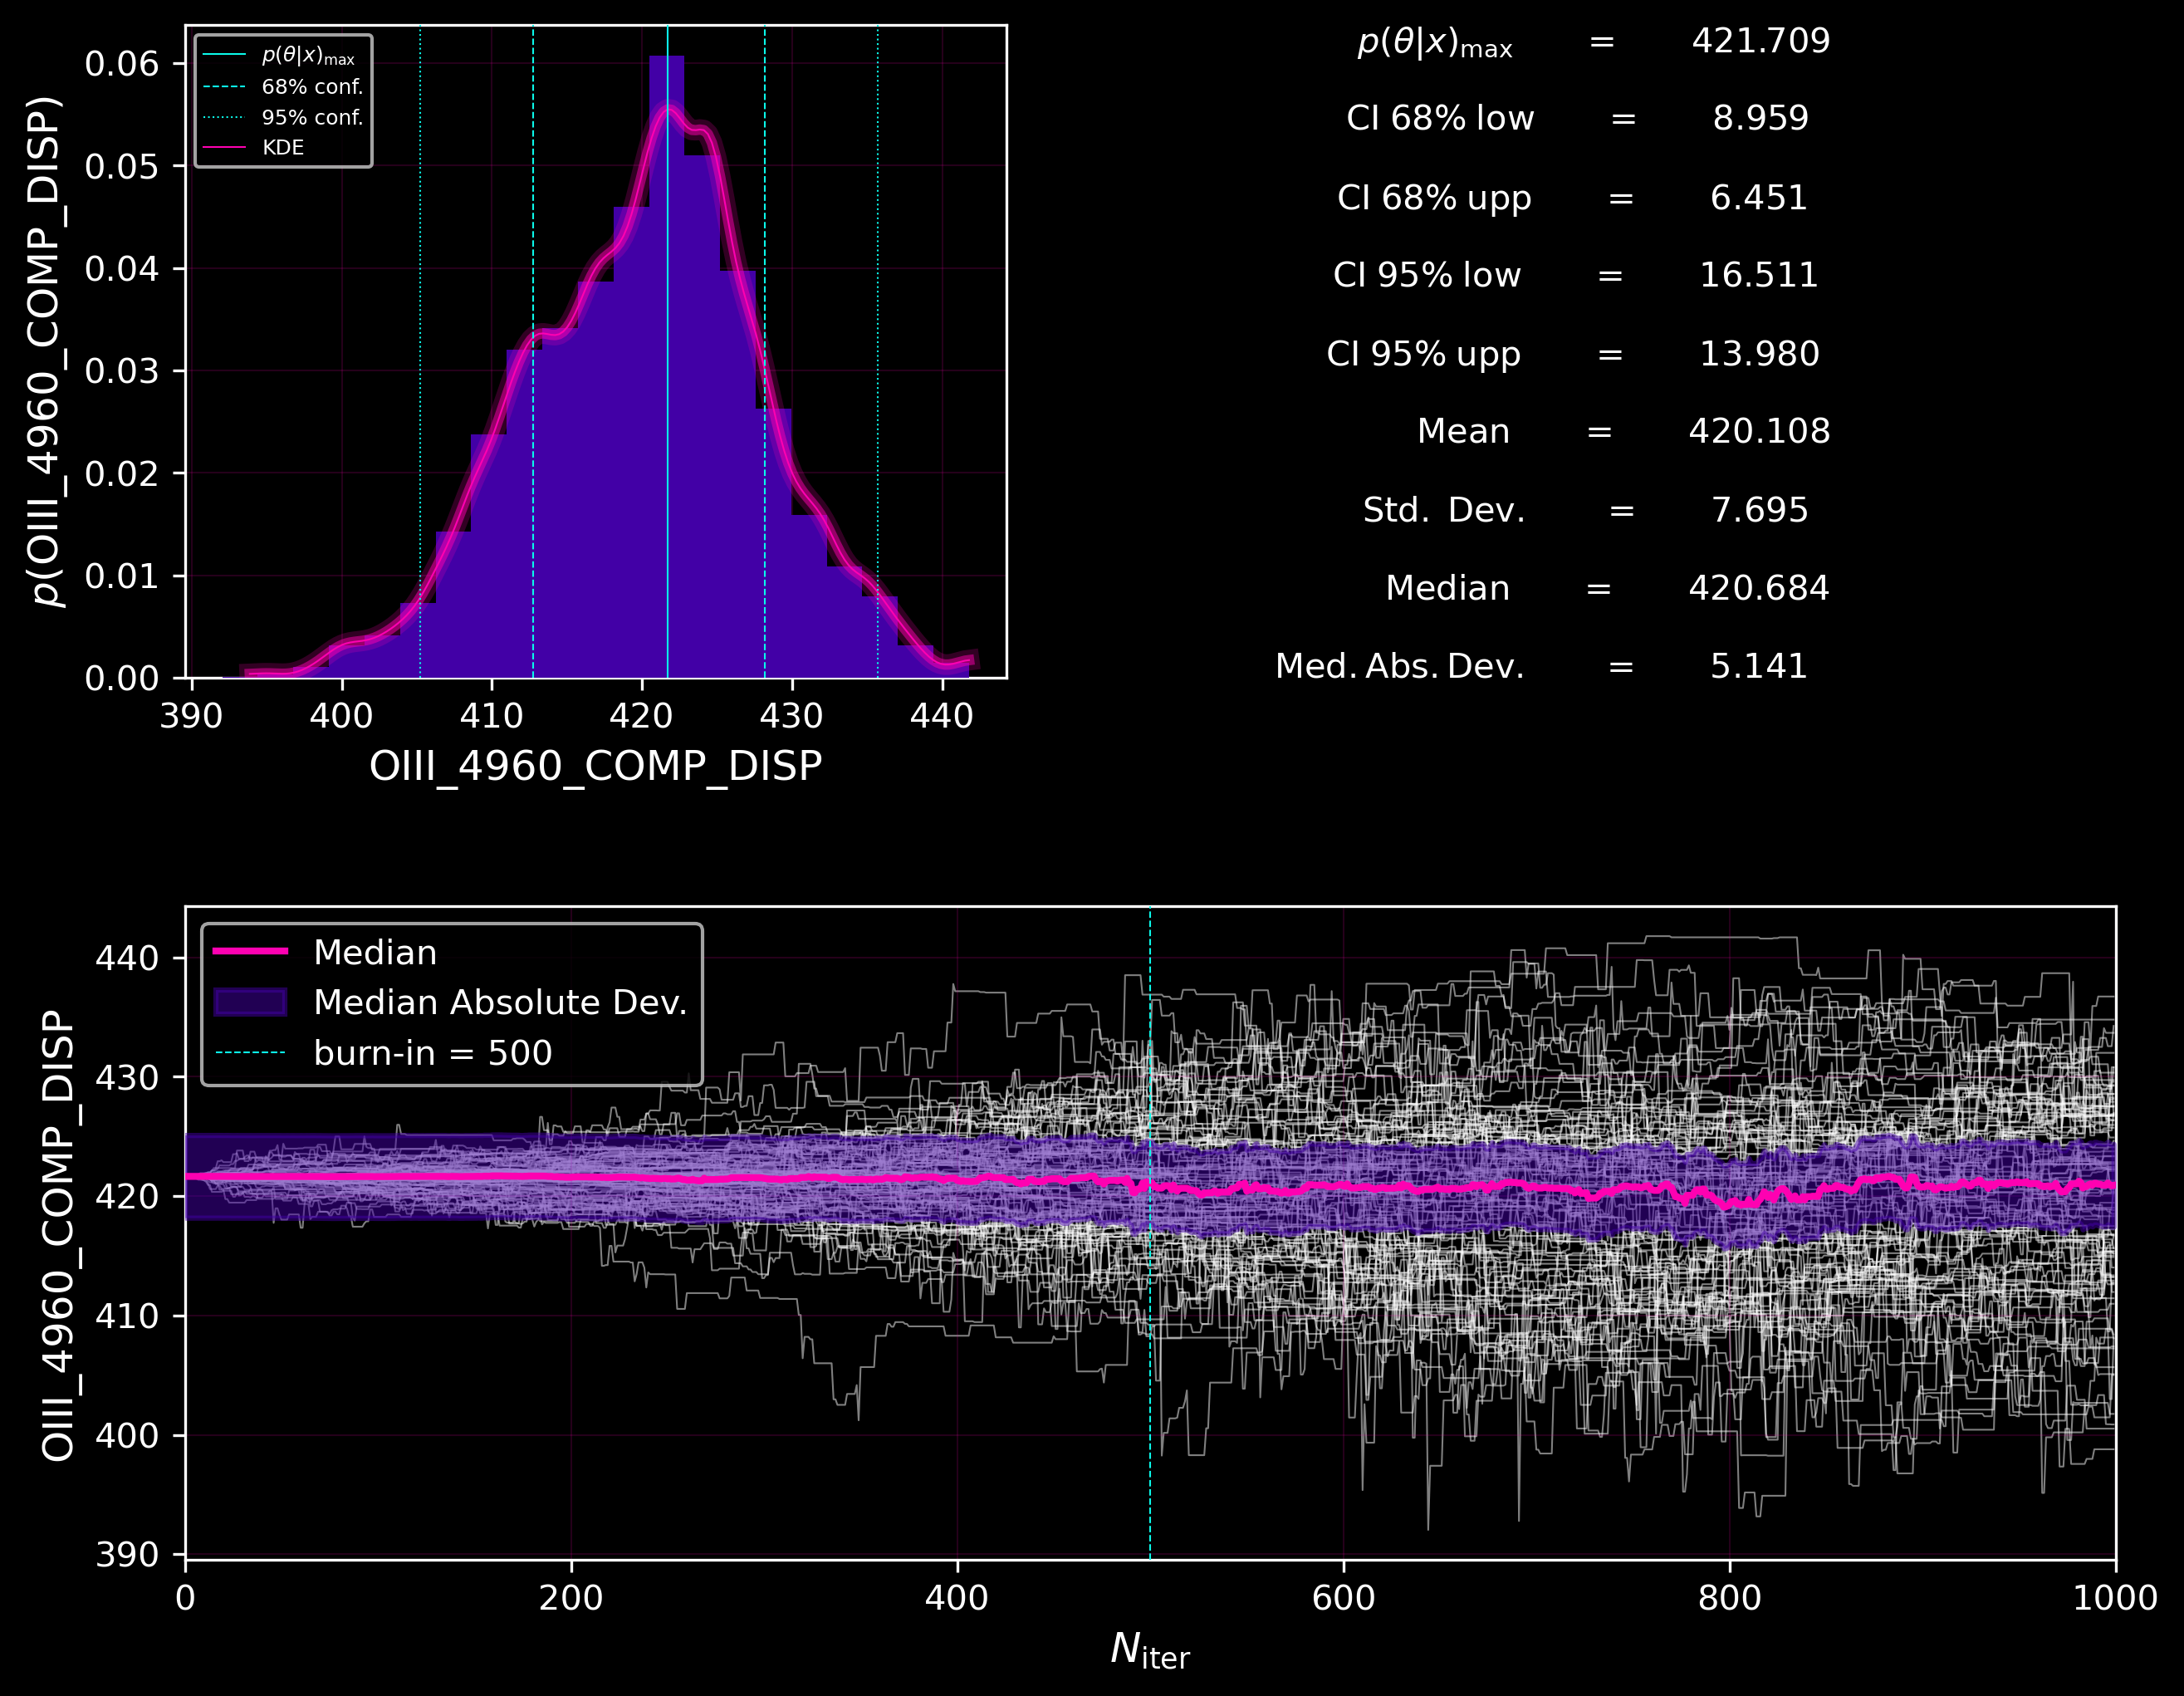 p(OIII_4960_COMP_DISP)
0.06
0.05
0.04
0.03
0.02
0.01
0.00
p(θ|x)max
68% conf.
95% conf.
KDE
390 400 410 420 430 440
OIII_4960_COMP_DISP
p(θ|x)max = 421.709
CI 68% low = 8.959
CI 68% upp = 6.451
CI 95% low = 16.511
CI 95% upp = 13.980
Mean = 420.108
Std. Dev. = 7.695
Median = 420.684
Med. Abs. Dev. = 5.141
OIII_4960_COMP_DISP
440
430
420
410
400
390
Median
Median Absolute Dev.
burn-in = 500
0 200 400 600 800 1000
Niter